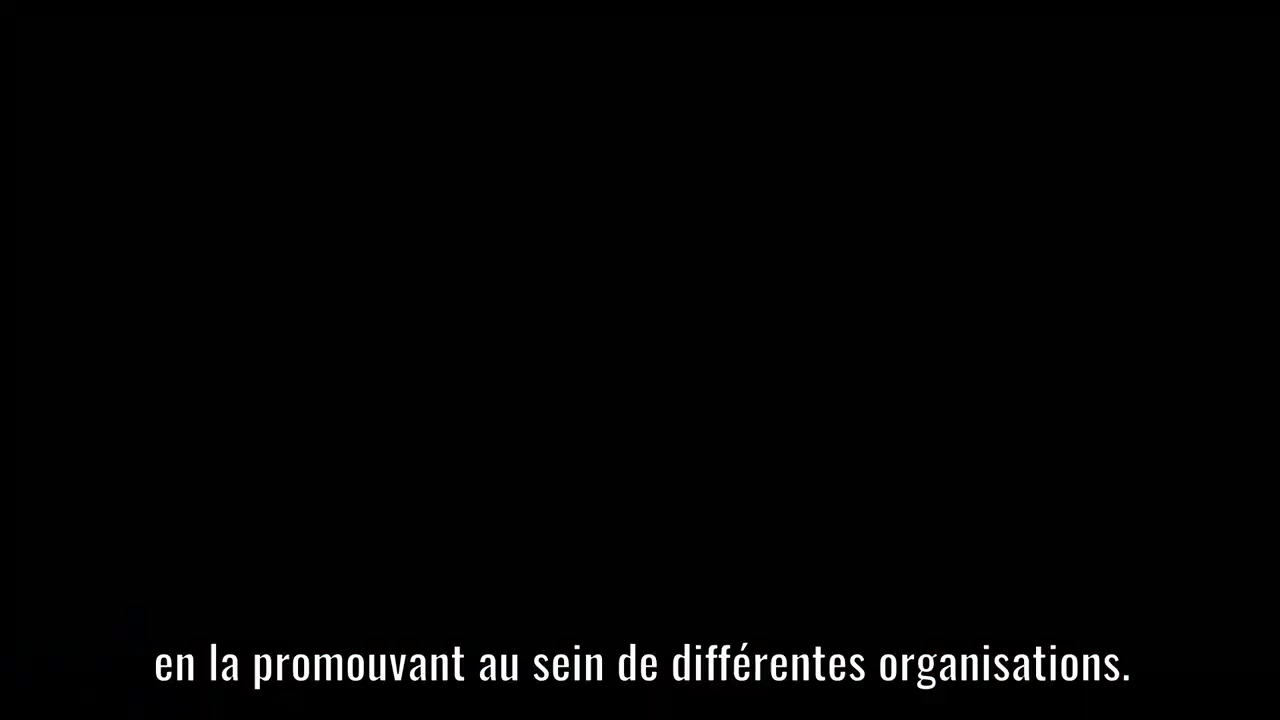 en la promouvant au sein de différentes organisations.